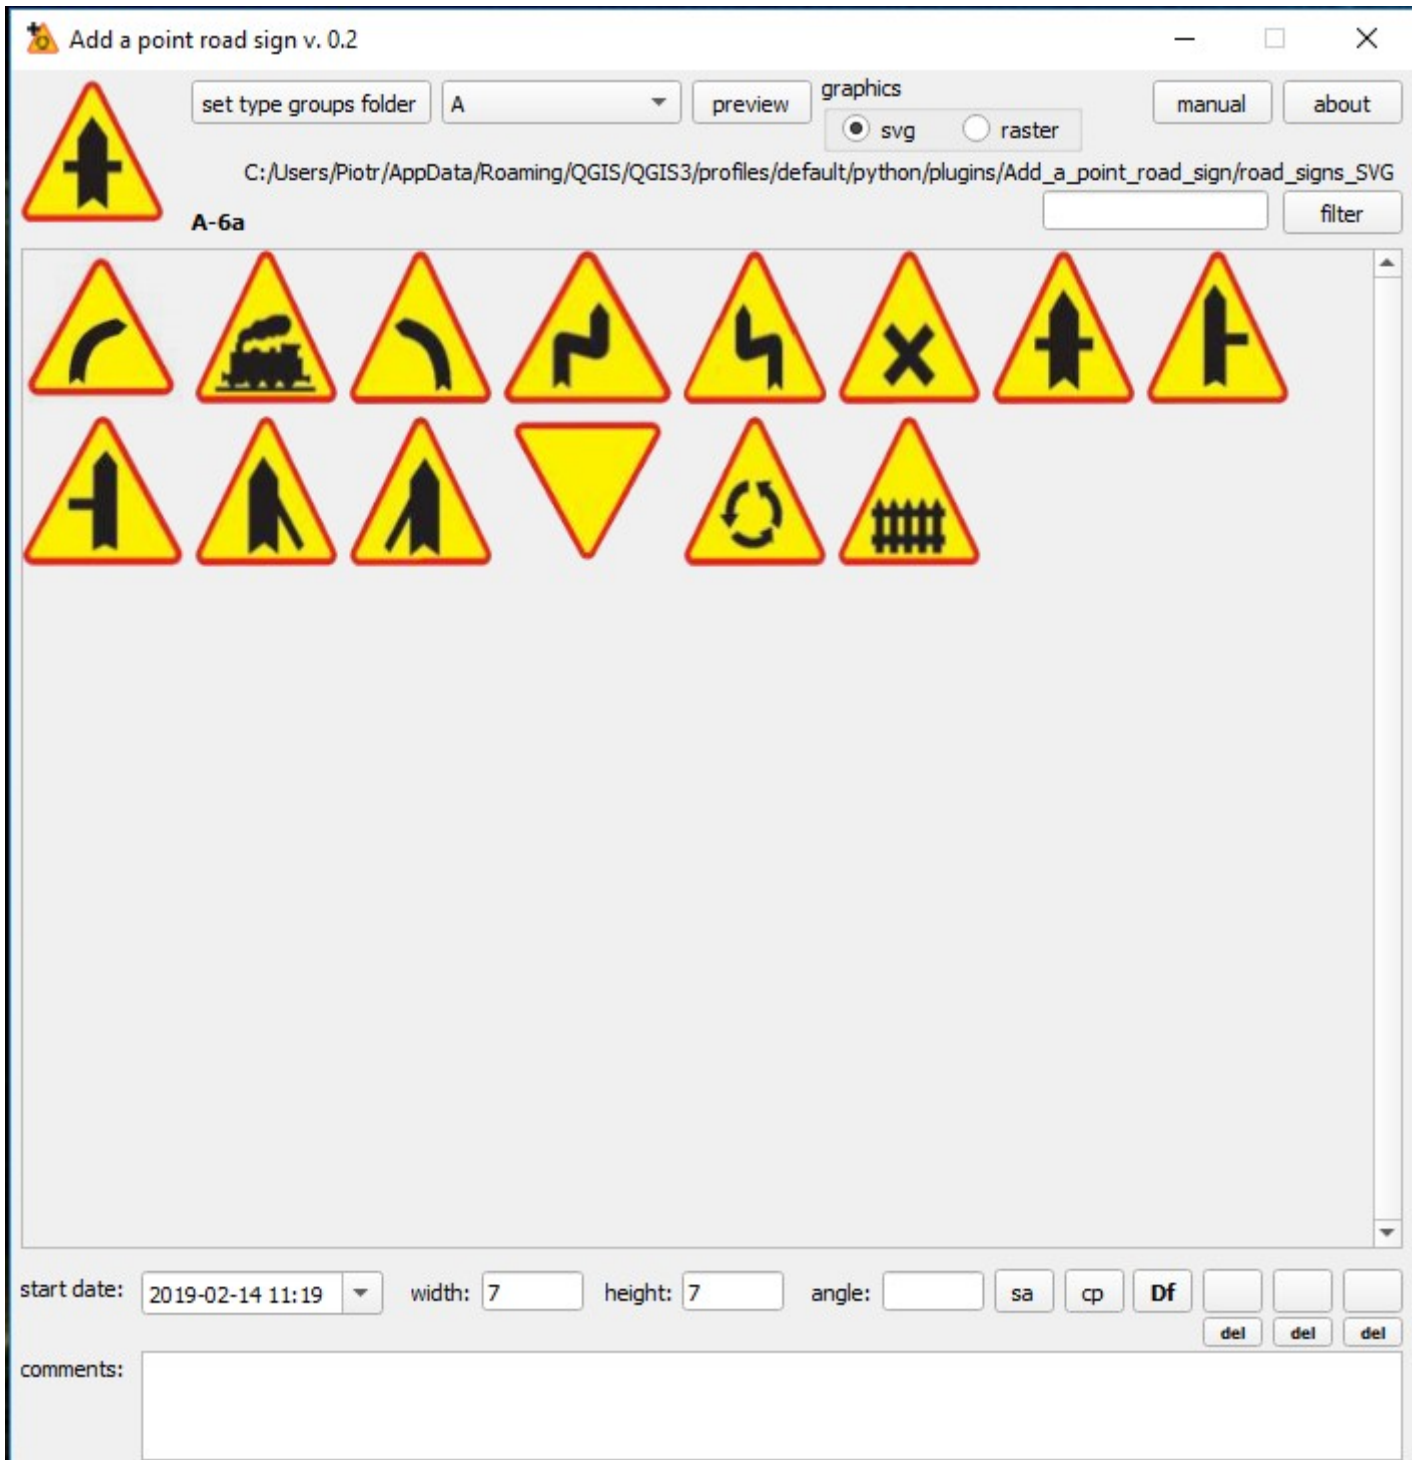 Add a point road sign v. 0.2
set type groups folder A preview graphics manual about
svg raster
C:/Users/Piotr/AppData/Roaming/QGIS/QGIS3/profiles/default/python/plugins/Add_a_point_road_sign/road_signs_SVG
A-6a filter
start date: 2019-02-14 11:19 width: 7 height: 7 angle: sa cp Df
del del del
comments: